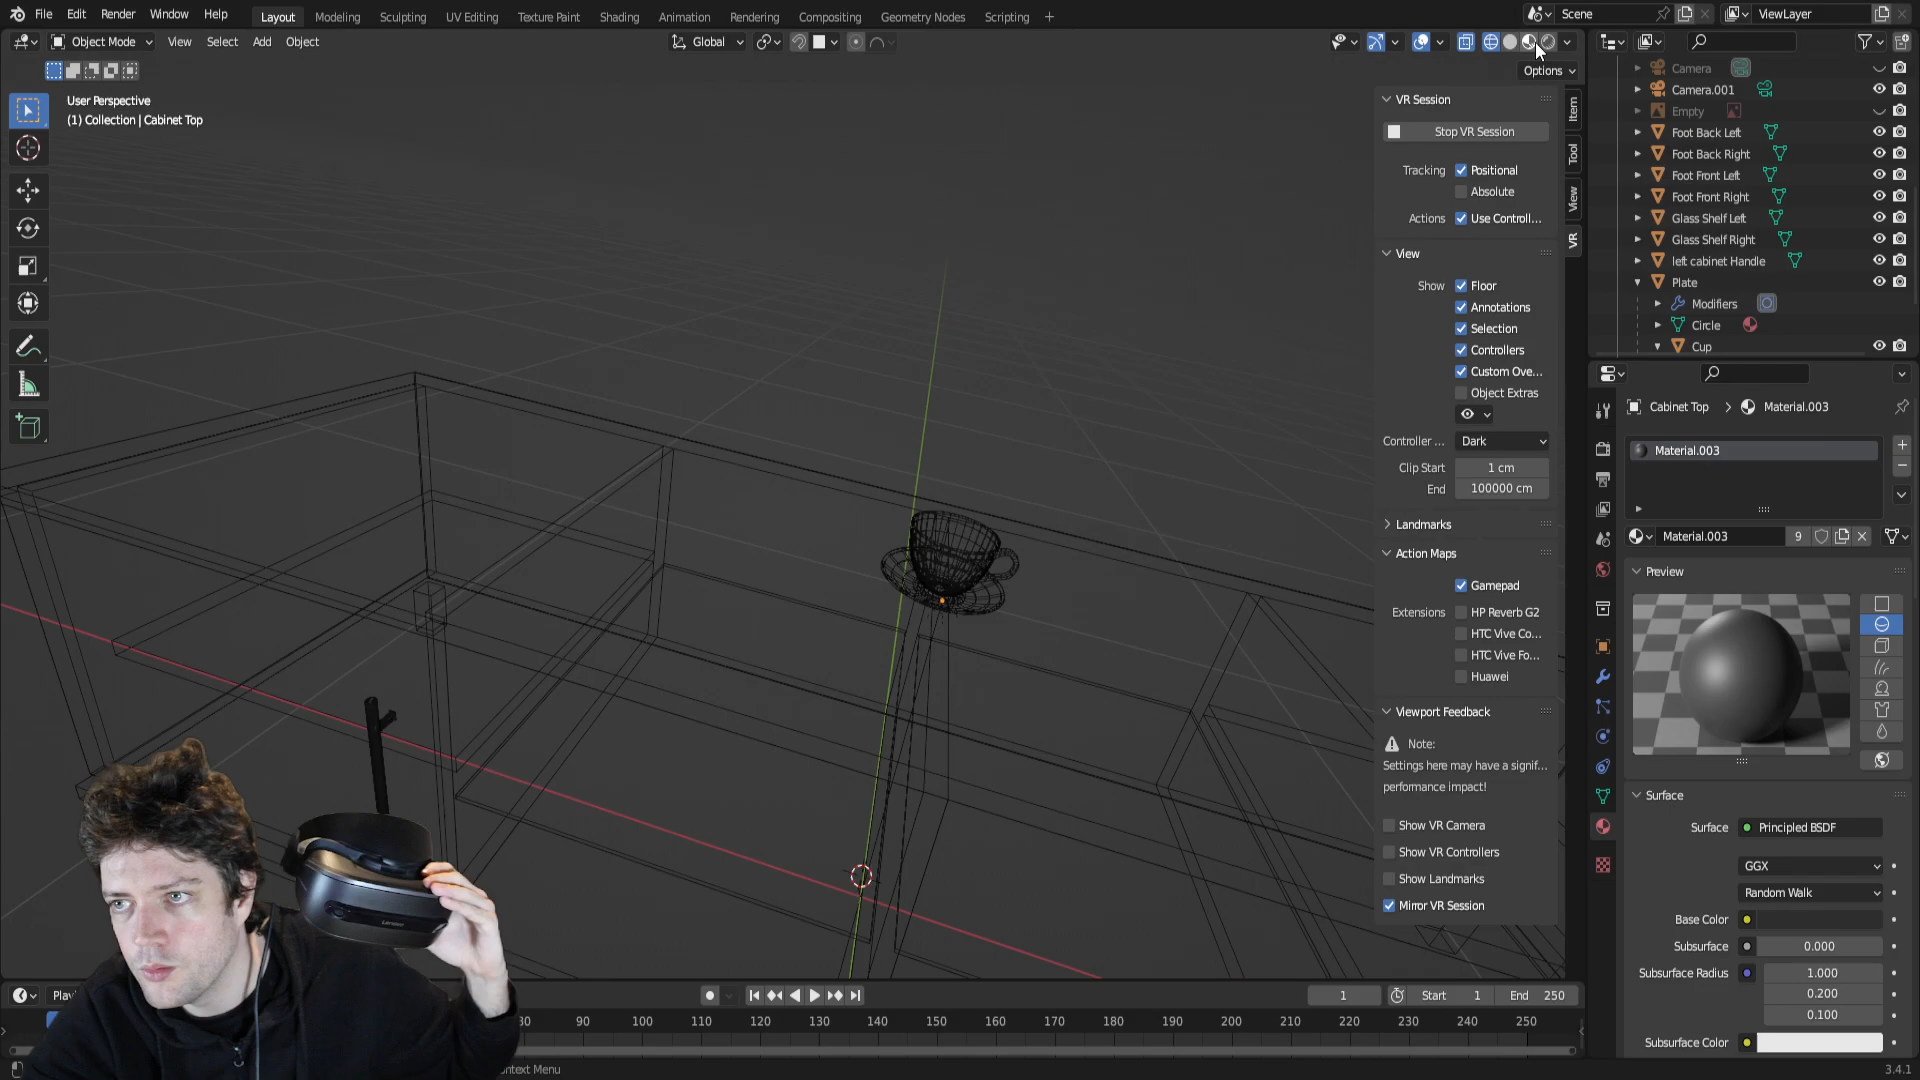 File Edit Render Window Help Layout Modeling Sculpting UV Editing Texture Paint Shading Animation Rendering Compositing Geometry Nodes Scripting + Scene ViewLayer
Object Mode View Select Add Object Global
Options
User Perspective
(1) Collection | Cabinet Top
VR Session
Stop VR Session
Tracking Positional
Absolute
Actions Use Controll...
View
Show Floor
Annotations
Selection
Controllers
Custom Ove...
Object Extras
Controller ... Dark
Clip Start 1 cm
End 100000 cm
Landmarks
Action Maps
Gamepad
Extensions HP Reverb G2
HTC Vive Co...
HTC Vive Fo...
Huawei
Viewport Feedback
Note:
Settings here may have a signif...
performance impact!
Show VR Camera
Show VR Controllers
Show Landmarks
Mirror VR Session
Item
Tool
View
VR
Camera
Camera.001
Empty
Foot Back Left
Foot Back Right
Foot Front Left
Foot Front Right
Glass Shelf Left
Glass Shelf Right
left cabinet Handle
Plate
Modifiers
Circle
Cup
Cabinet Top > Material.003
Material.003
Material.003 9
Preview
Surface
Surface Principled BSDF
GGX
Random Walk
Base Color
Subsurface 0.000
Subsurface Radius 1.000
0.200
0.100
Subsurface Color
Lenovo
1 Start 1 End 250
90 100 110 120 130 140 150 160 170 180 190 200 210 220 230 240 250
3.4.1